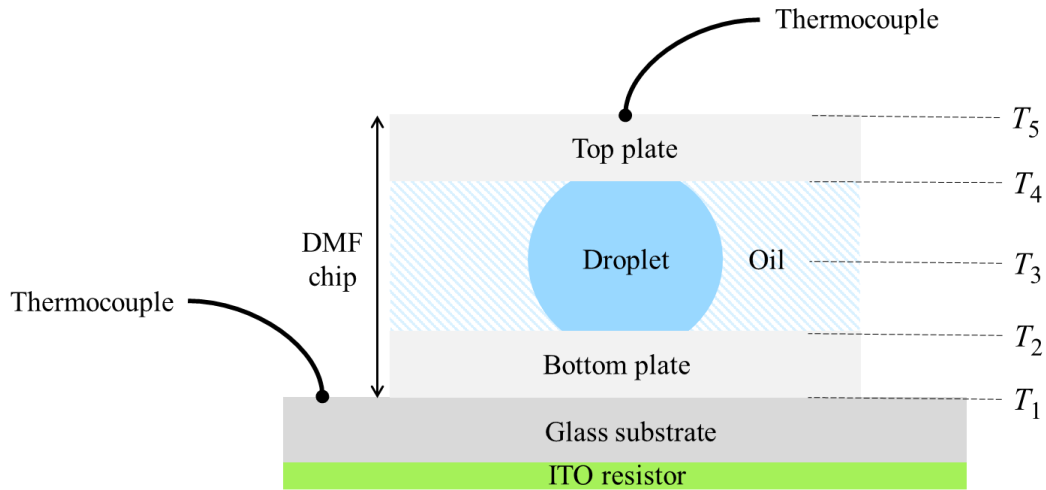 Thermocouple
T5
Top plate
T4
DMF
chip
Droplet
Oil
T3
Thermocouple
T2
Bottom plate
T1
Glass substrate
ITO resistor